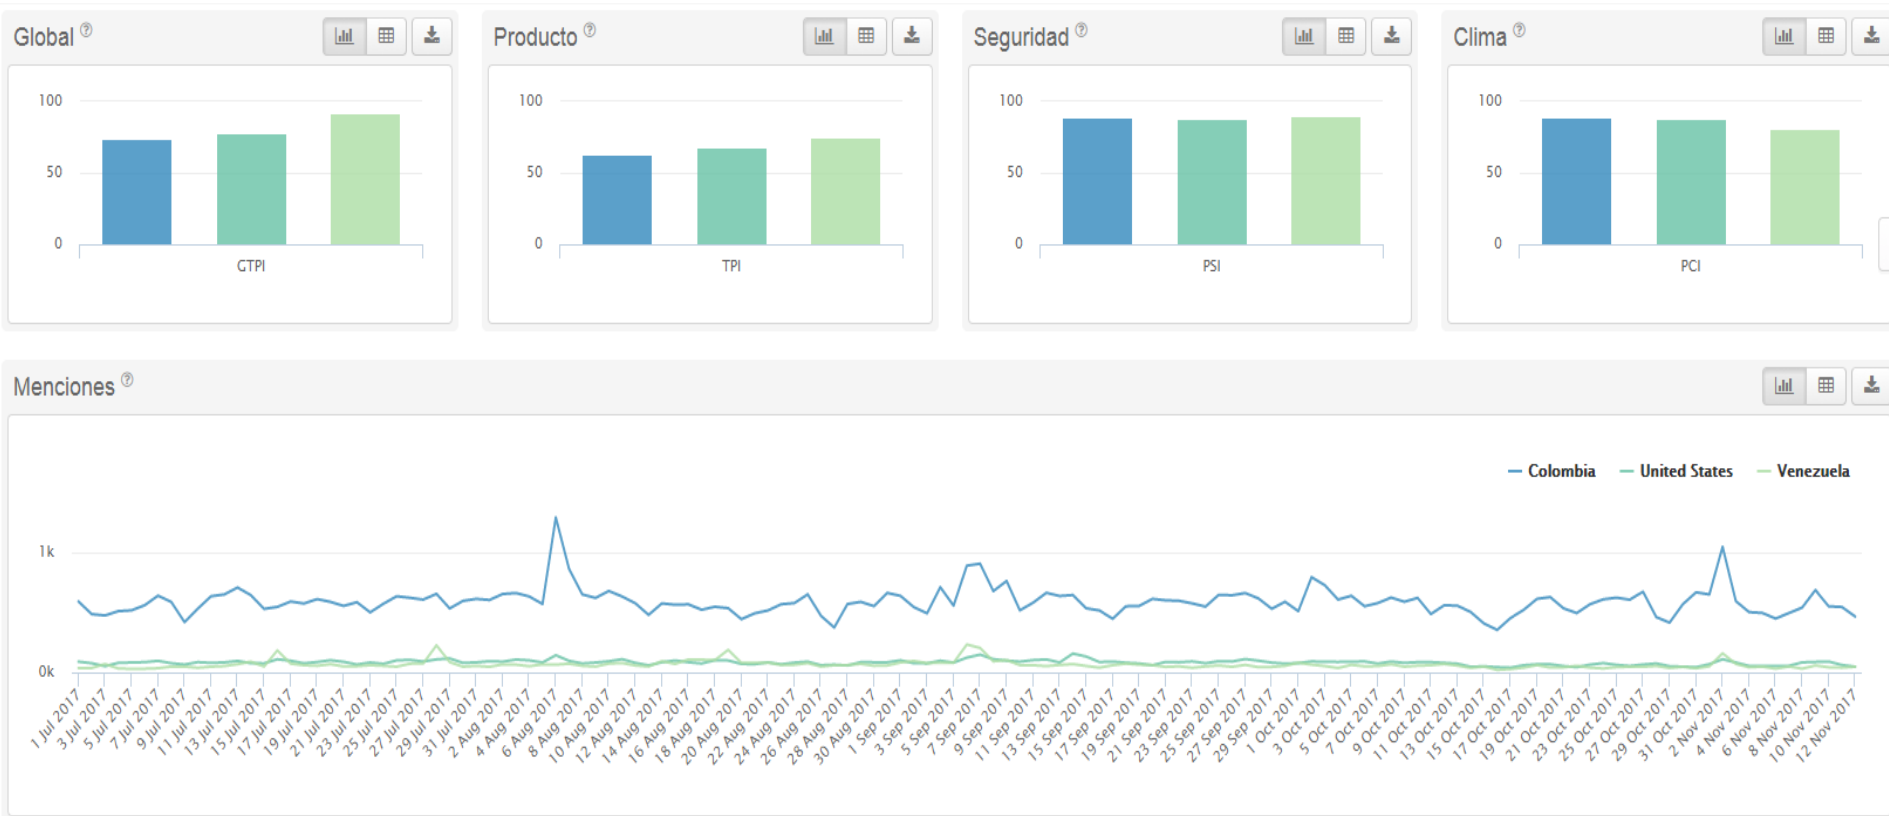 Global
Producto
Seguridad
Clima
100
50
0
GTPI
100
50
0
TPI
100
50
0
PSI
100
50
0
PCI
Menciones
Colombia United States Venezuela
1k
0k
1 Jul 2017
3 Jul 2017
5 Jul 2017
7 Jul 2017
9 Jul 2017
11 Jul 2017
13 Jul 2017
15 Jul 2017
17 Jul 2017
19 Jul 2017
21 Jul 2017
23 Jul 2017
25 Jul 2017
27 Jul 2017
29 Jul 2017
31 Jul 2017
2 Aug 2017
4 Aug 2017
6 Aug 2017
8 Aug 2017
10 Aug 2017
12 Aug 2017
14 Aug 2017
16 Aug 2017
18 Aug 2017
20 Aug 2017
22 Aug 2017
24 Aug 2017
26 Aug 2017
28 Aug 2017
30 Aug 2017
1 Sep 2017
3 Sep 2017
5 Sep 2017
7 Sep 2017
9 Sep 2017
11 Sep 2017
13 Sep 2017
15 Sep 2017
17 Sep 2017
19 Sep 2017
21 Sep 2017
23 Sep 2017
25 Sep 2017
27 Sep 2017
29 Sep 2017
1 Oct 2017
3 Oct 2017
5 Oct 2017
7 Oct 2017
9 Oct 2017
11 Oct 2017
13 Oct 2017
15 Oct 2017
17 Oct 2017
19 Oct 2017
21 Oct 2017
23 Oct 2017
25 Oct 2017
27 Oct 2017
29 Oct 2017
31 Oct 2017
2 Nov 2017
4 Nov 2017
6 Nov 2017
8 Nov 2017
10 Nov 2017
12 Nov 2017